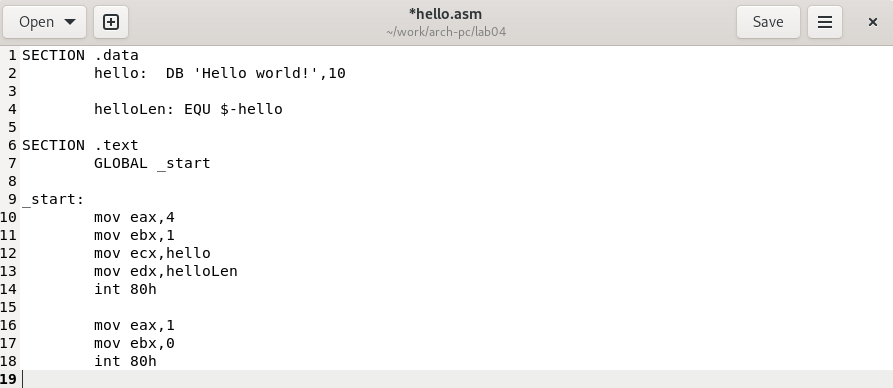 Open
*hello.asm
~/work/arch-pc/lab04
Save
1 SECTION .data
2         hello:  DB 'Hello world!',10
3
4         helloLen: EQU $-hello
5
6 SECTION .text
7         GLOBAL _start
8
9 _start:
10         mov eax,4
11         mov ebx,1
12         mov ecx,hello
13         mov edx,helloLen
14         int 80h
15
16         mov eax,1
17         mov ebx,0
18         int 80h
19